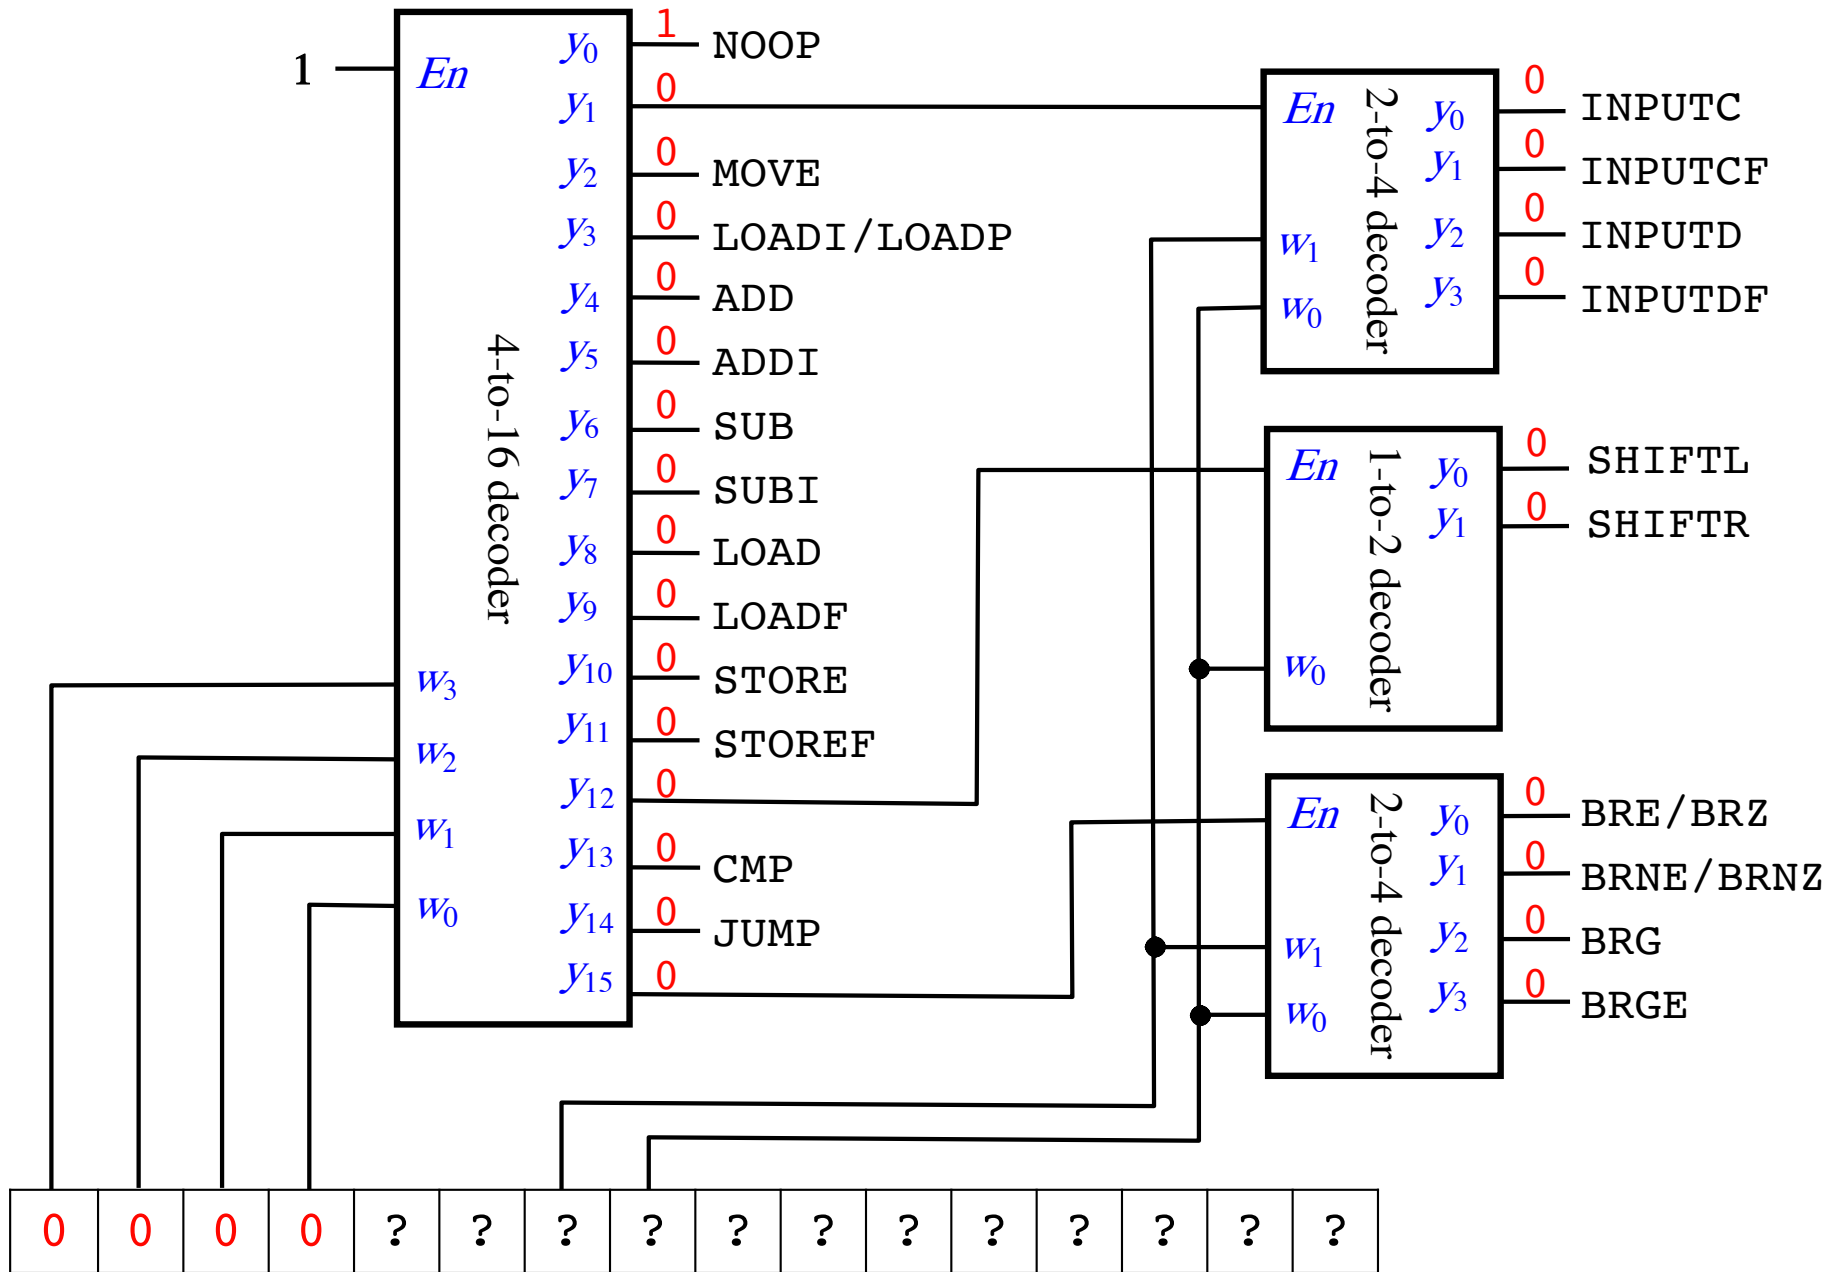 1
En
4-to-16 decoder
w3
w2
w1
w0
y0 1 NOOP
y1 0
y2 0 MOVE
y3 0 LOADI/LOADP
y4 0 ADD
y5 0 ADDI
y6 0 SUB
y7 0 SUBI
y8 0 LOAD
y9 0 LOADF
y10 0 STORE
y11 0 STOREF
y12 0
y13 0 CMP
y14 0 JUMP
y15 0
En
w1
w0
2-to-4 decoder
y0 0 INPUTC
y1 0 INPUTCF
y2 0 INPUTD
y3 0 INPUTDF
En
w0
1-to-2 decoder
y0 0 SHIFTL
y1 0 SHIFTR
En
w1
w0
2-to-4 decoder
y0 0 BRE/BRZ
y1 0 BRNE/BRNZ
y2 0 BRG
y3 0 BRGE
0 0 0 0 ? ? ? ? ? ? ? ? ? ? ? ?